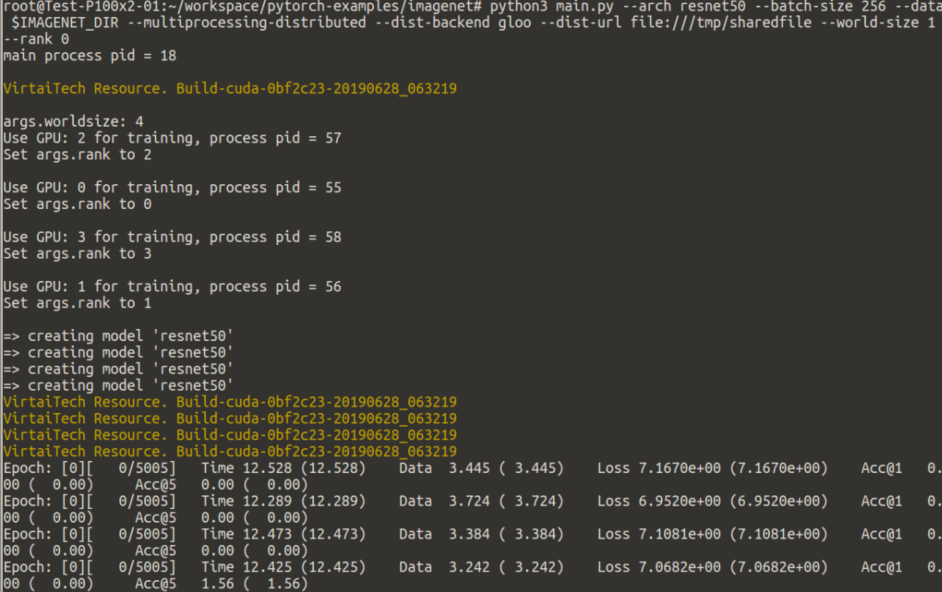 root@Test-P100x2-01:~/workspace/pytorch-examples/imagenet# python3 main.py --arch resnet50 --batch-size 256 --data
$IMAGENET_DIR --multiprocessing-distributed --dist-backend gloo --dist-url file:///tmp/sharedfile --world-size 1
--rank 0
main process pid = 18
VirtaiTech Resource. Build-cuda-0bf2c23-20190628_063219
args.worldsize: 4
Use GPU: 2 for training, process pid = 57
Set args.rank to 2
Use GPU: 0 for training, process pid = 55
Set args.rank to 0
Use GPU: 3 for training, process pid = 58
Set args.rank to 3
Use GPU: 1 for training, process pid = 56
Set args.rank to 1
=> creating model 'resnet50'
=> creating model 'resnet50'
=> creating model 'resnet50'
=> creating model 'resnet50'
VirtaiTech Resource. Build-cuda-0bf2c23-20190628_063219
VirtaiTech Resource. Build-cuda-0bf2c23-20190628_063219
VirtaiTech Resource. Build-cuda-0bf2c23-20190628_063219
VirtaiTech Resource. Build-cuda-0bf2c23-20190628_063219
Epoch: [0][   0/5005]   Time 12.528 (12.528)    Data  3.445 ( 3.445)    Loss 7.1670e+00 (7.1670e+00)    Acc@1   0.
00 (  0.00)     Acc@5   0.00 (  0.00)
Epoch: [0][   0/5005]   Time 12.289 (12.289)    Data  3.724 ( 3.724)    Loss 6.9520e+00 (6.9520e+00)    Acc@1   0.
00 (  0.00)     Acc@5   0.00 (  0.00)
Epoch: [0][   0/5005]   Time 12.473 (12.473)    Data  3.384 ( 3.384)    Loss 7.1081e+00 (7.1081e+00)    Acc@1   0.
00 (  0.00)     Acc@5   0.00 (  0.00)
Epoch: [0][   0/5005]   Time 12.425 (12.425)    Data  3.242 ( 3.242)    Loss 7.0682e+00 (7.0682e+00)    Acc@1   0.
00 (  0.00)     Acc@5   1.56 (  1.56)